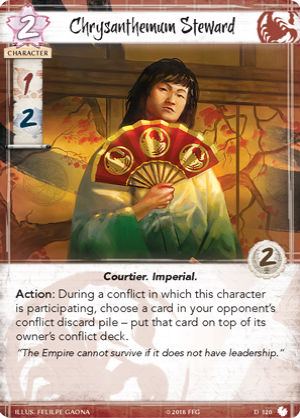 2
Chrysanthemum Steward
CHARACTER
1
2
2
Courtier. Imperial.
Action: During a conflict in which this character
is participating, choose a card in your opponent's
conflict discard pile – put that card on top of its
owner's conflict deck.
"The Empire cannot survive if it does not have leadership."
ILLUS. FELILPE GAONA ©2018 FFG D 120